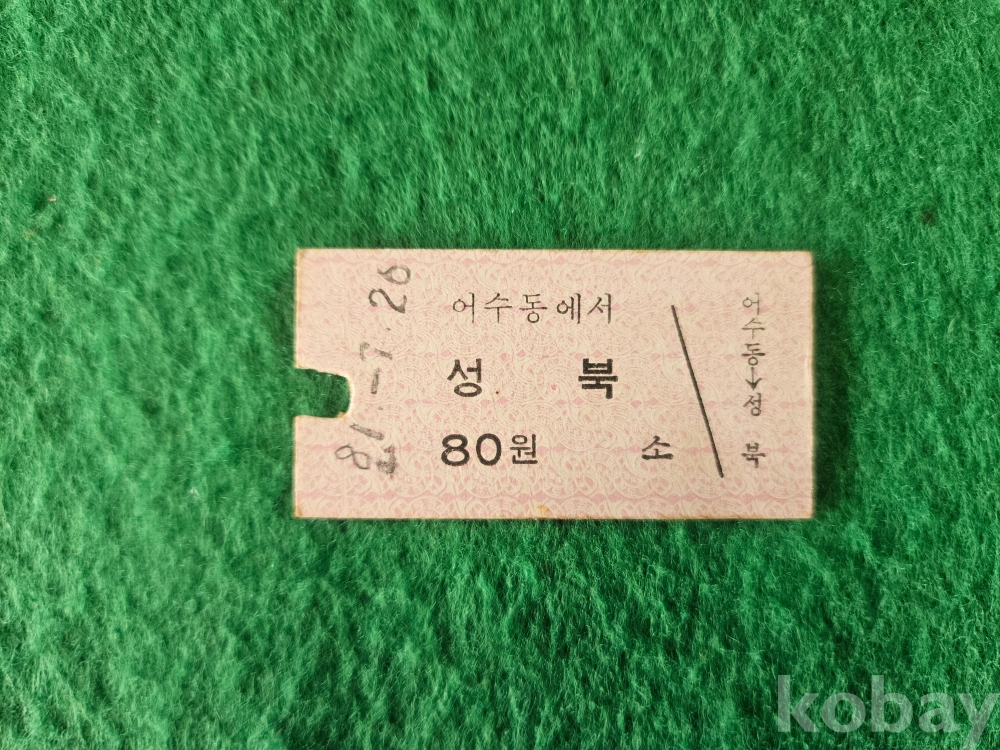 81.-7.26
어수동에서
성 북
80원 소
어수동→성 북
kobay